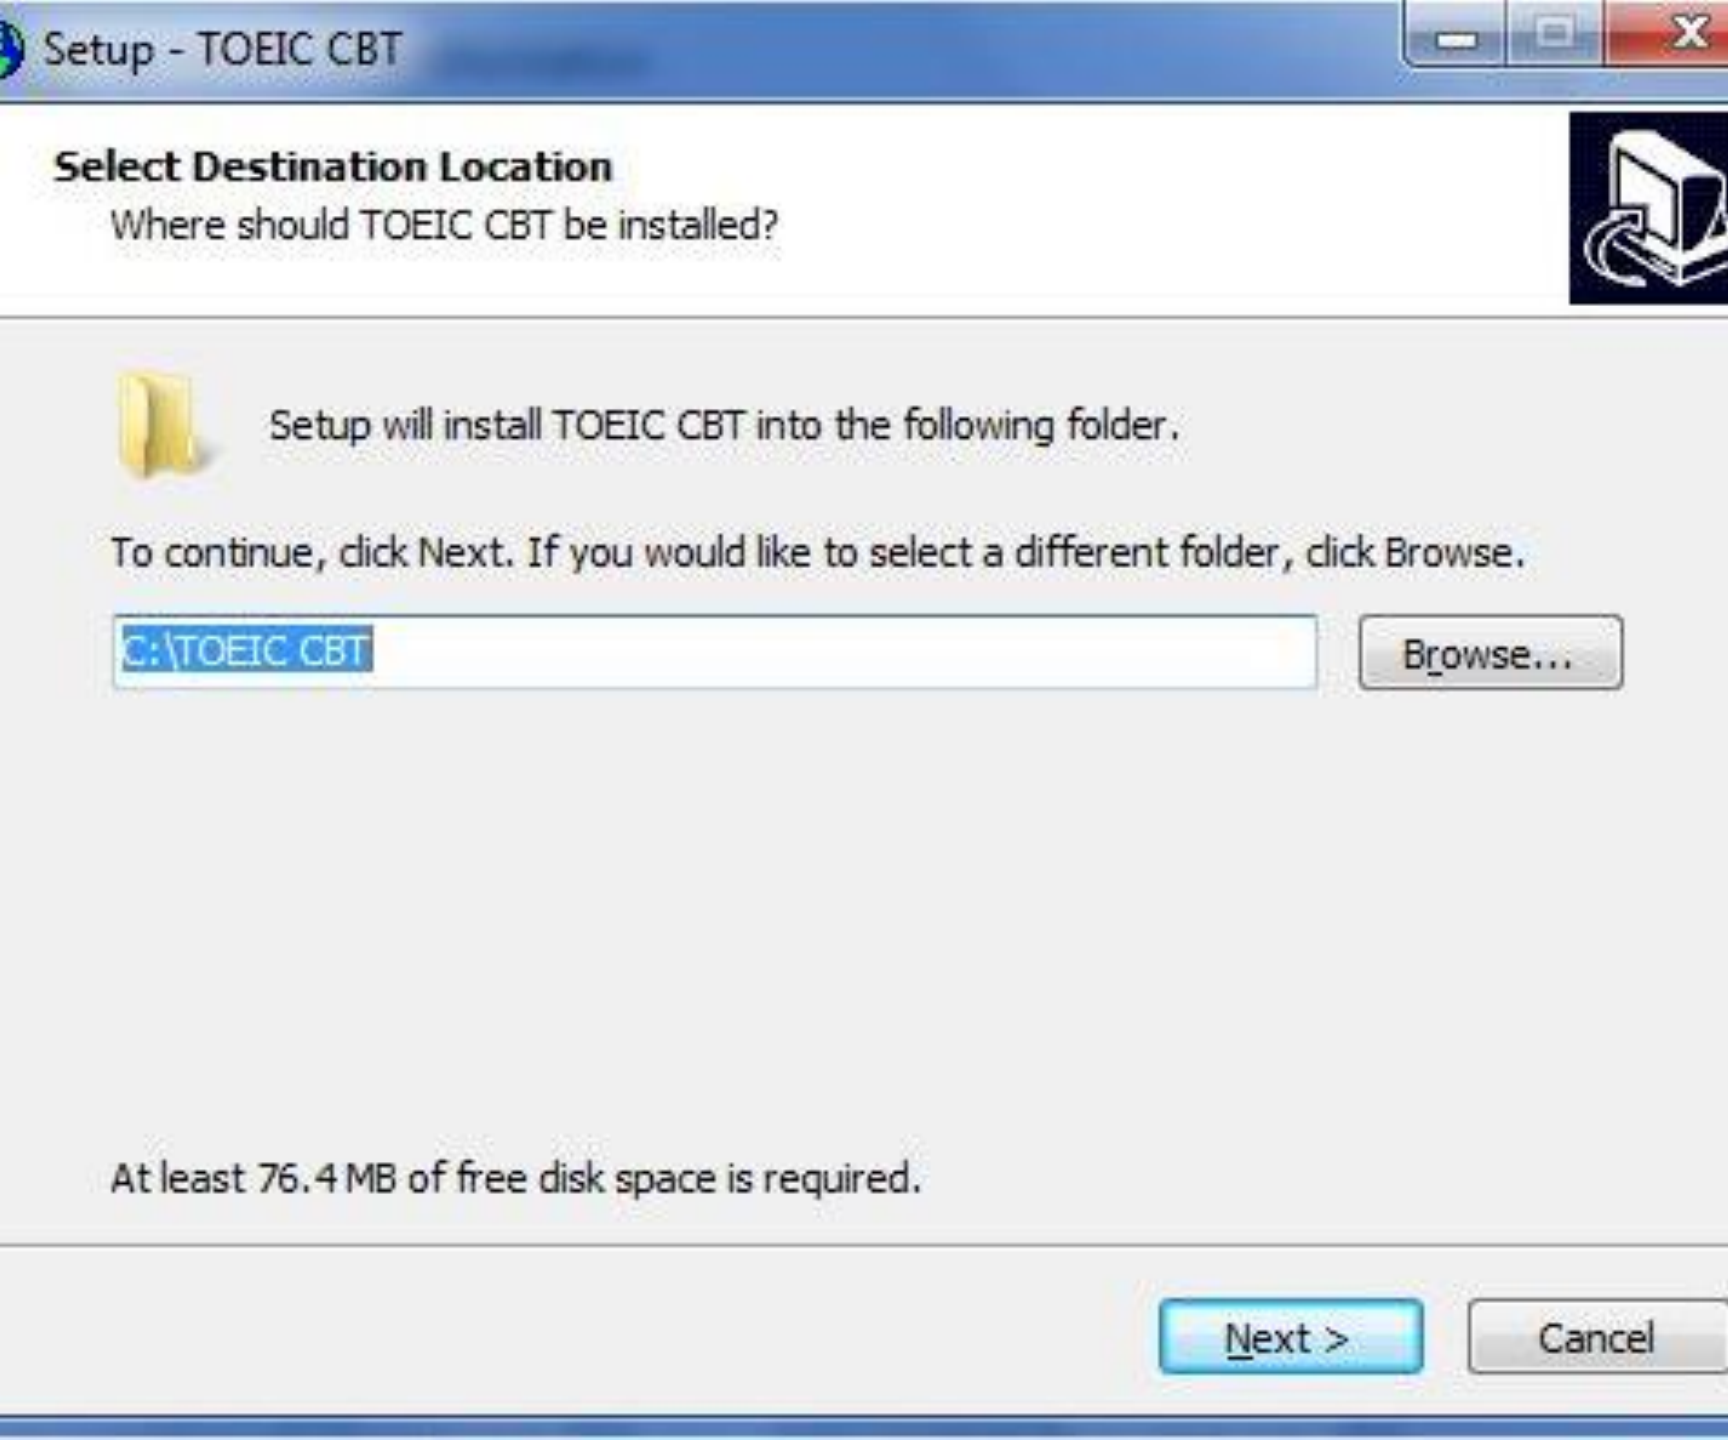 Setup - TOEIC CBT
Select Destination Location
Where should TOEIC CBT be installed?
Setup will install TOEIC CBT into the following folder.
To continue, click Next. If you would like to select a different folder, click Browse.
C:\TOEIC CBT
Browse...
At least 76.4 MB of free disk space is required.
Next >
Cancel